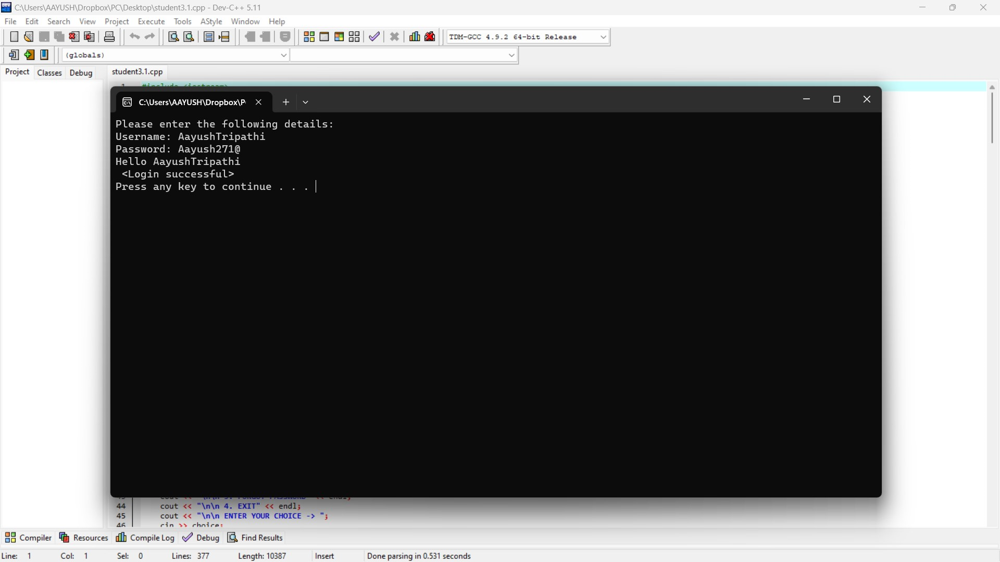 C:\Users\AAYUSH\Dropbox\PC\Desktop\student3.1.cpp - Dev-C++ 5.11
File Edit Search View Project Execute Tools AStyle Window Help
TDM-GCC 4.9.2 64-bit Release
(globals)
Project Classes Debug student3.1.cpp
1 #include <iostream>
C:\Users\AAYUSH\Dropbox\P
Please enter the following details:
Username: AayushTripathi
Password: Aayush271@
Hello AayushTripathi
<Login successful>
Press any key to continue . . .
44 cout << "\n\n 4. EXIT" << endl;
45 cout << "\n\n ENTER YOUR CHOICE -> ";
46 cin >> choice;
Compiler Resources Compile Log Debug Find Results
Line: 1 Col: 1 Sel: 0 Lines: 377 Length: 10387 Insert Done parsing in 0.531 seconds